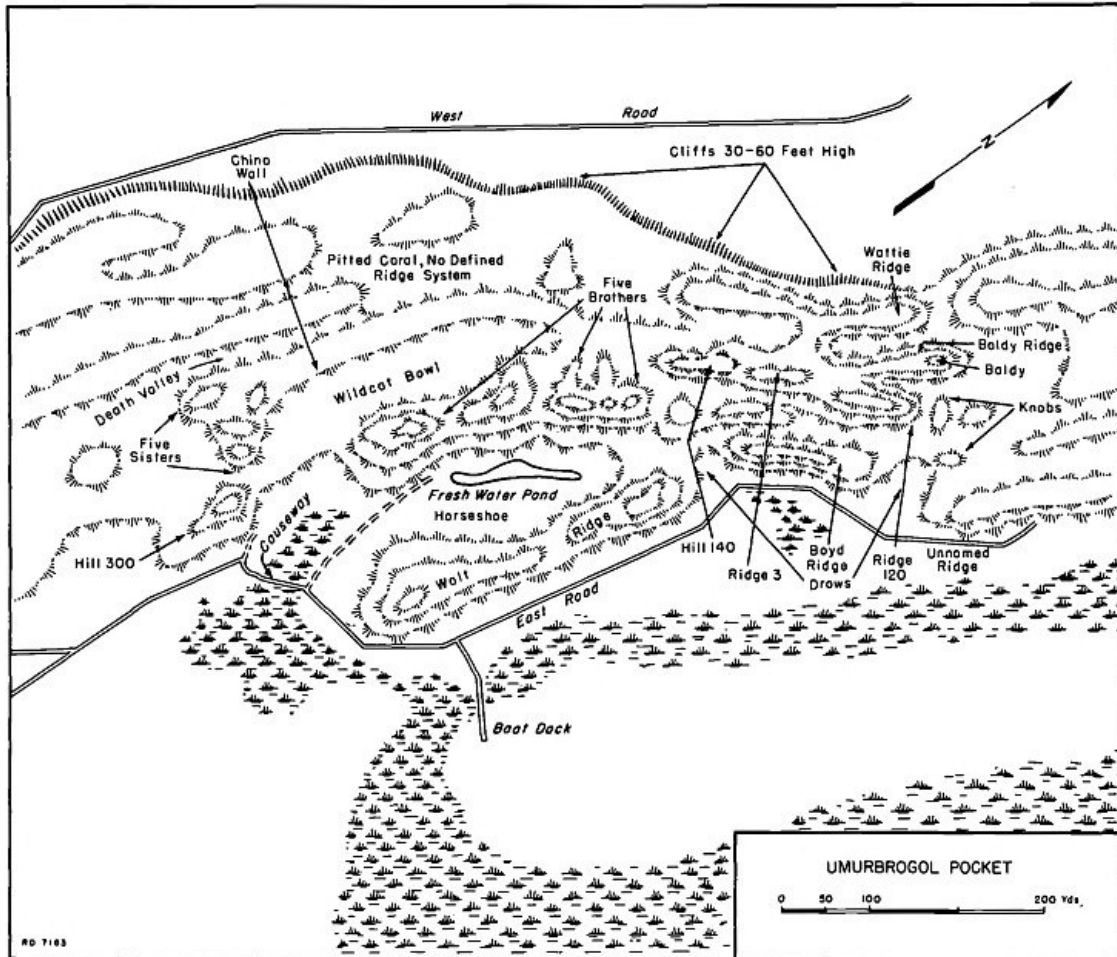 West Road
N
China
Wall
Cliffs 30-60 Feet High
Wattie
Ridge
Pitted Coral, No Defined
Ridge System
Five
Brothers
Baldy Ridge
Baldy
Death Valley
Wildcat Bowl
Knobs
Five
Sisters
Causeway
Fresh Water Pond
Horseshoe
Hill 300
Walt Ridge
Hill 140
Ridge 3
Boyd
Ridge
Draws
Ridge
120
Unnamed
Ridge
East Road
Boat Dock
UMURBROGOL POCKET
0 50 100 200 Yds.
RD 7163